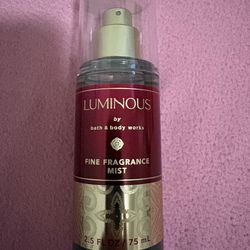 LUMINOUS
by
bath & body works
FINE FRAGRANCE
MIST
2.5 FL OZ / 75 mL